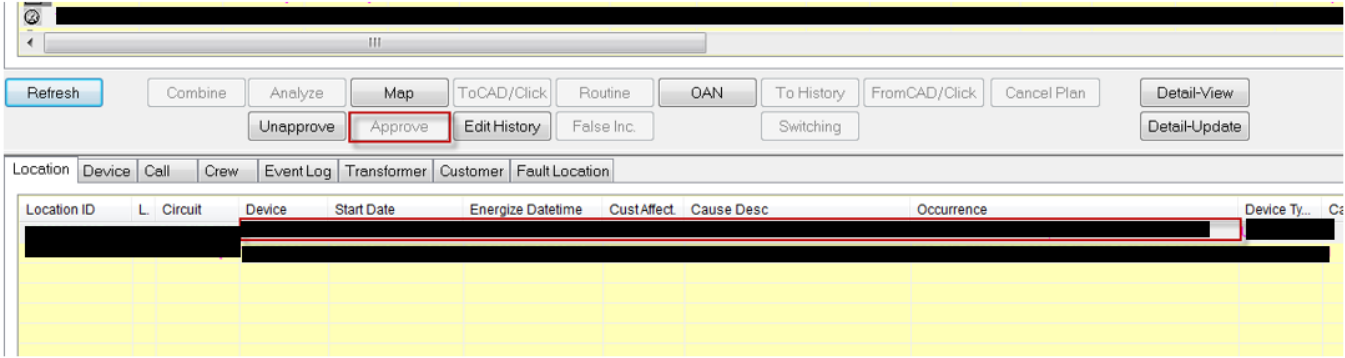 Refresh Combine Analyze Map ToCAD/Click Routine OAN To History FromCAD/Click Cancel Plan Detail-View
Unapprove Approve Edit History False Inc. Switching Detail-Update
Location Device Call Crew Event Log Transformer Customer Fault Location
Location ID L. Circuit Device Start Date Energize Datetime Cust Affect. Cause Desc Occurrence Device Ty... Ca